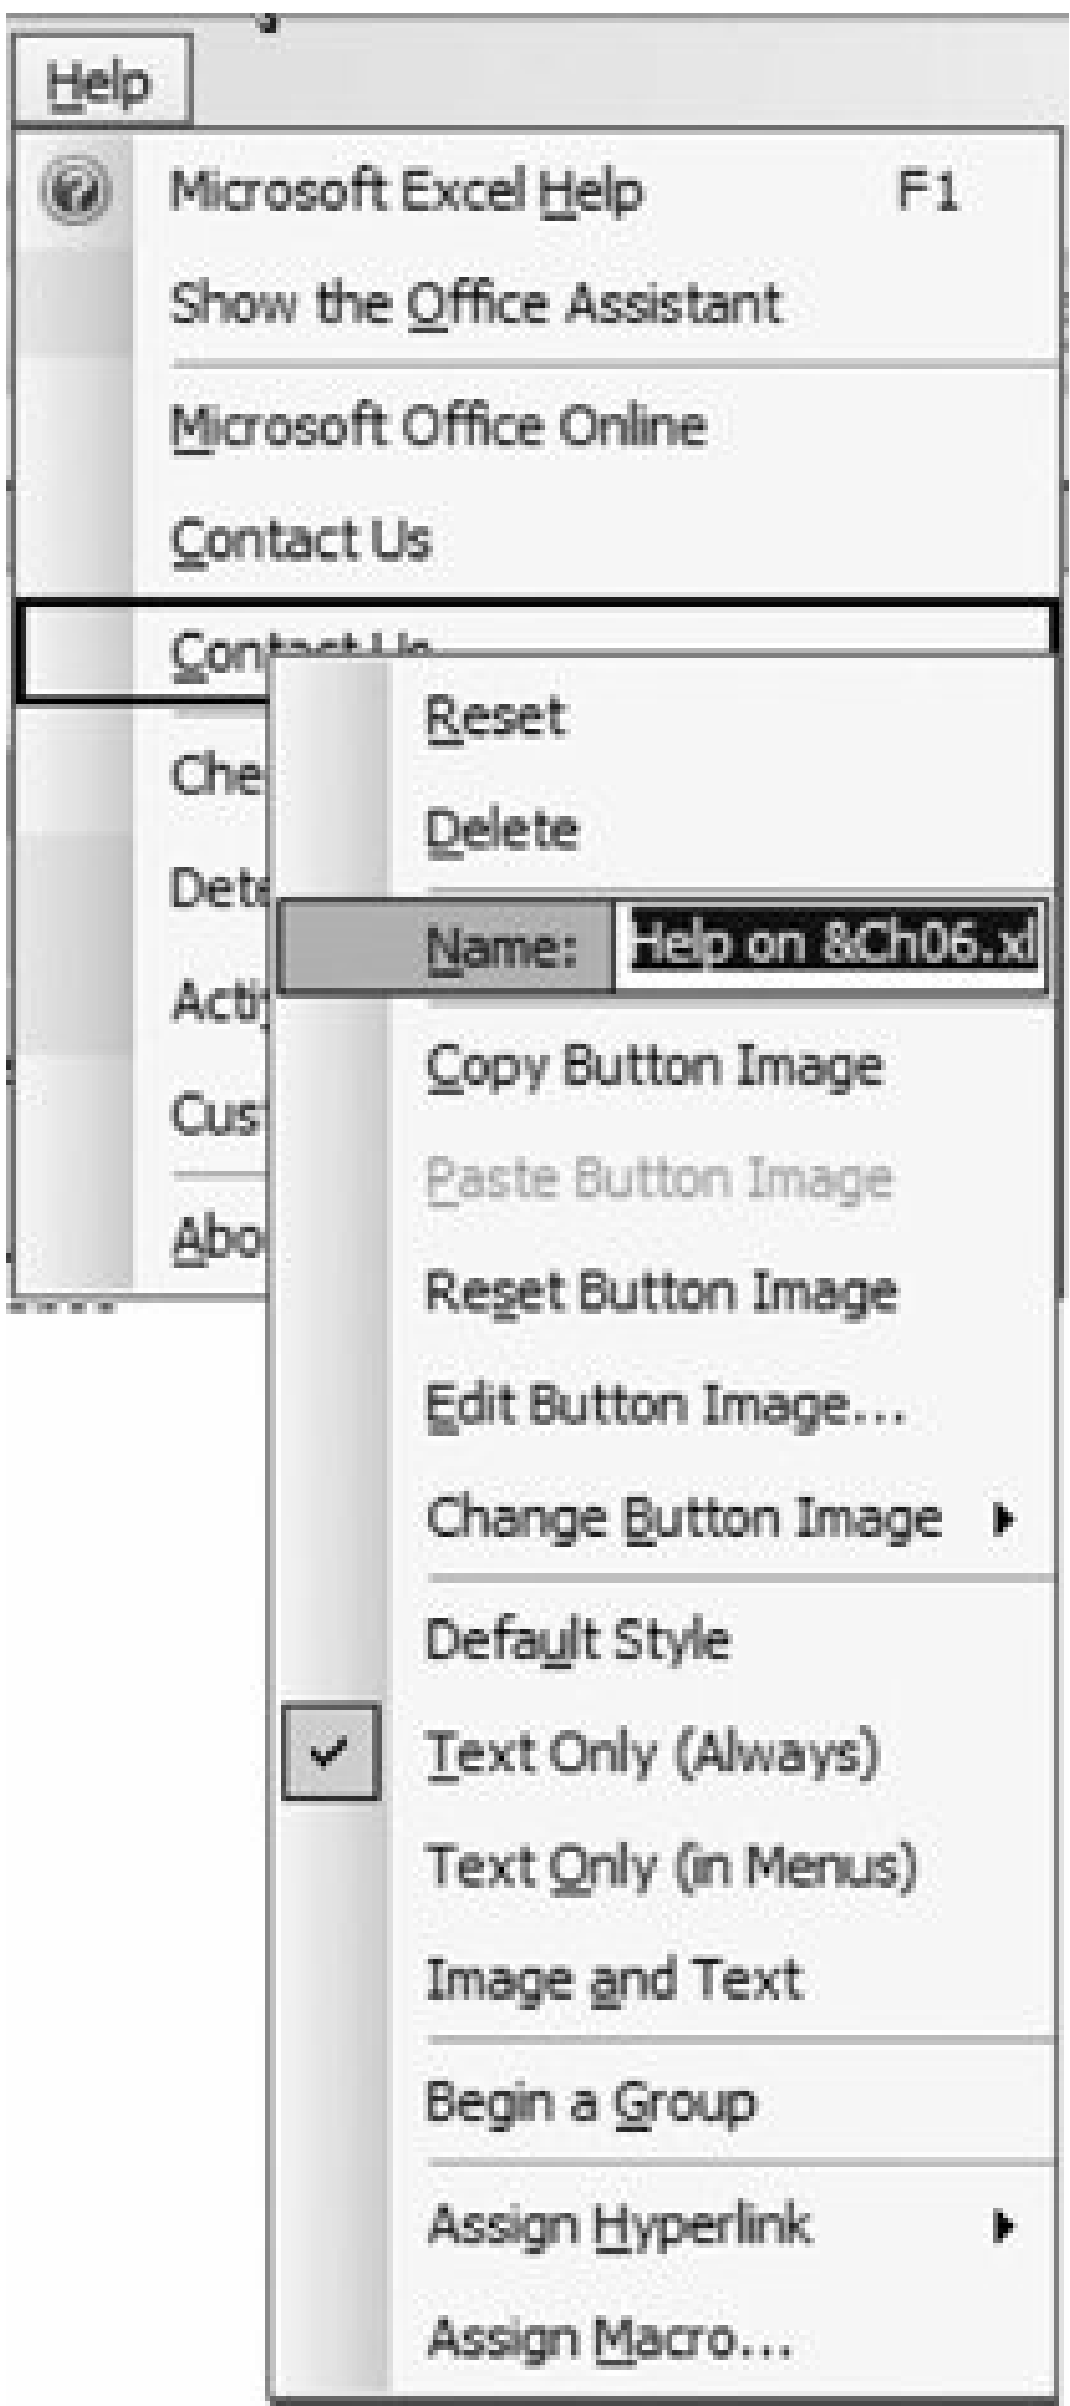 Help
Microsoft Excel Help F1
Show the Office Assistant
Microsoft Office Online
Contact Us
Contact Us
Reset
Delete
Name: Help on &Ch06.xl
Copy Button Image
Paste Button Image
Reset Button Image
Edit Button Image...
Change Button Image
Default Style
Text Only (Always)
Text Only (in Menus)
Image and Text
Begin a Group
Assign Hyperlink
Assign Macro...